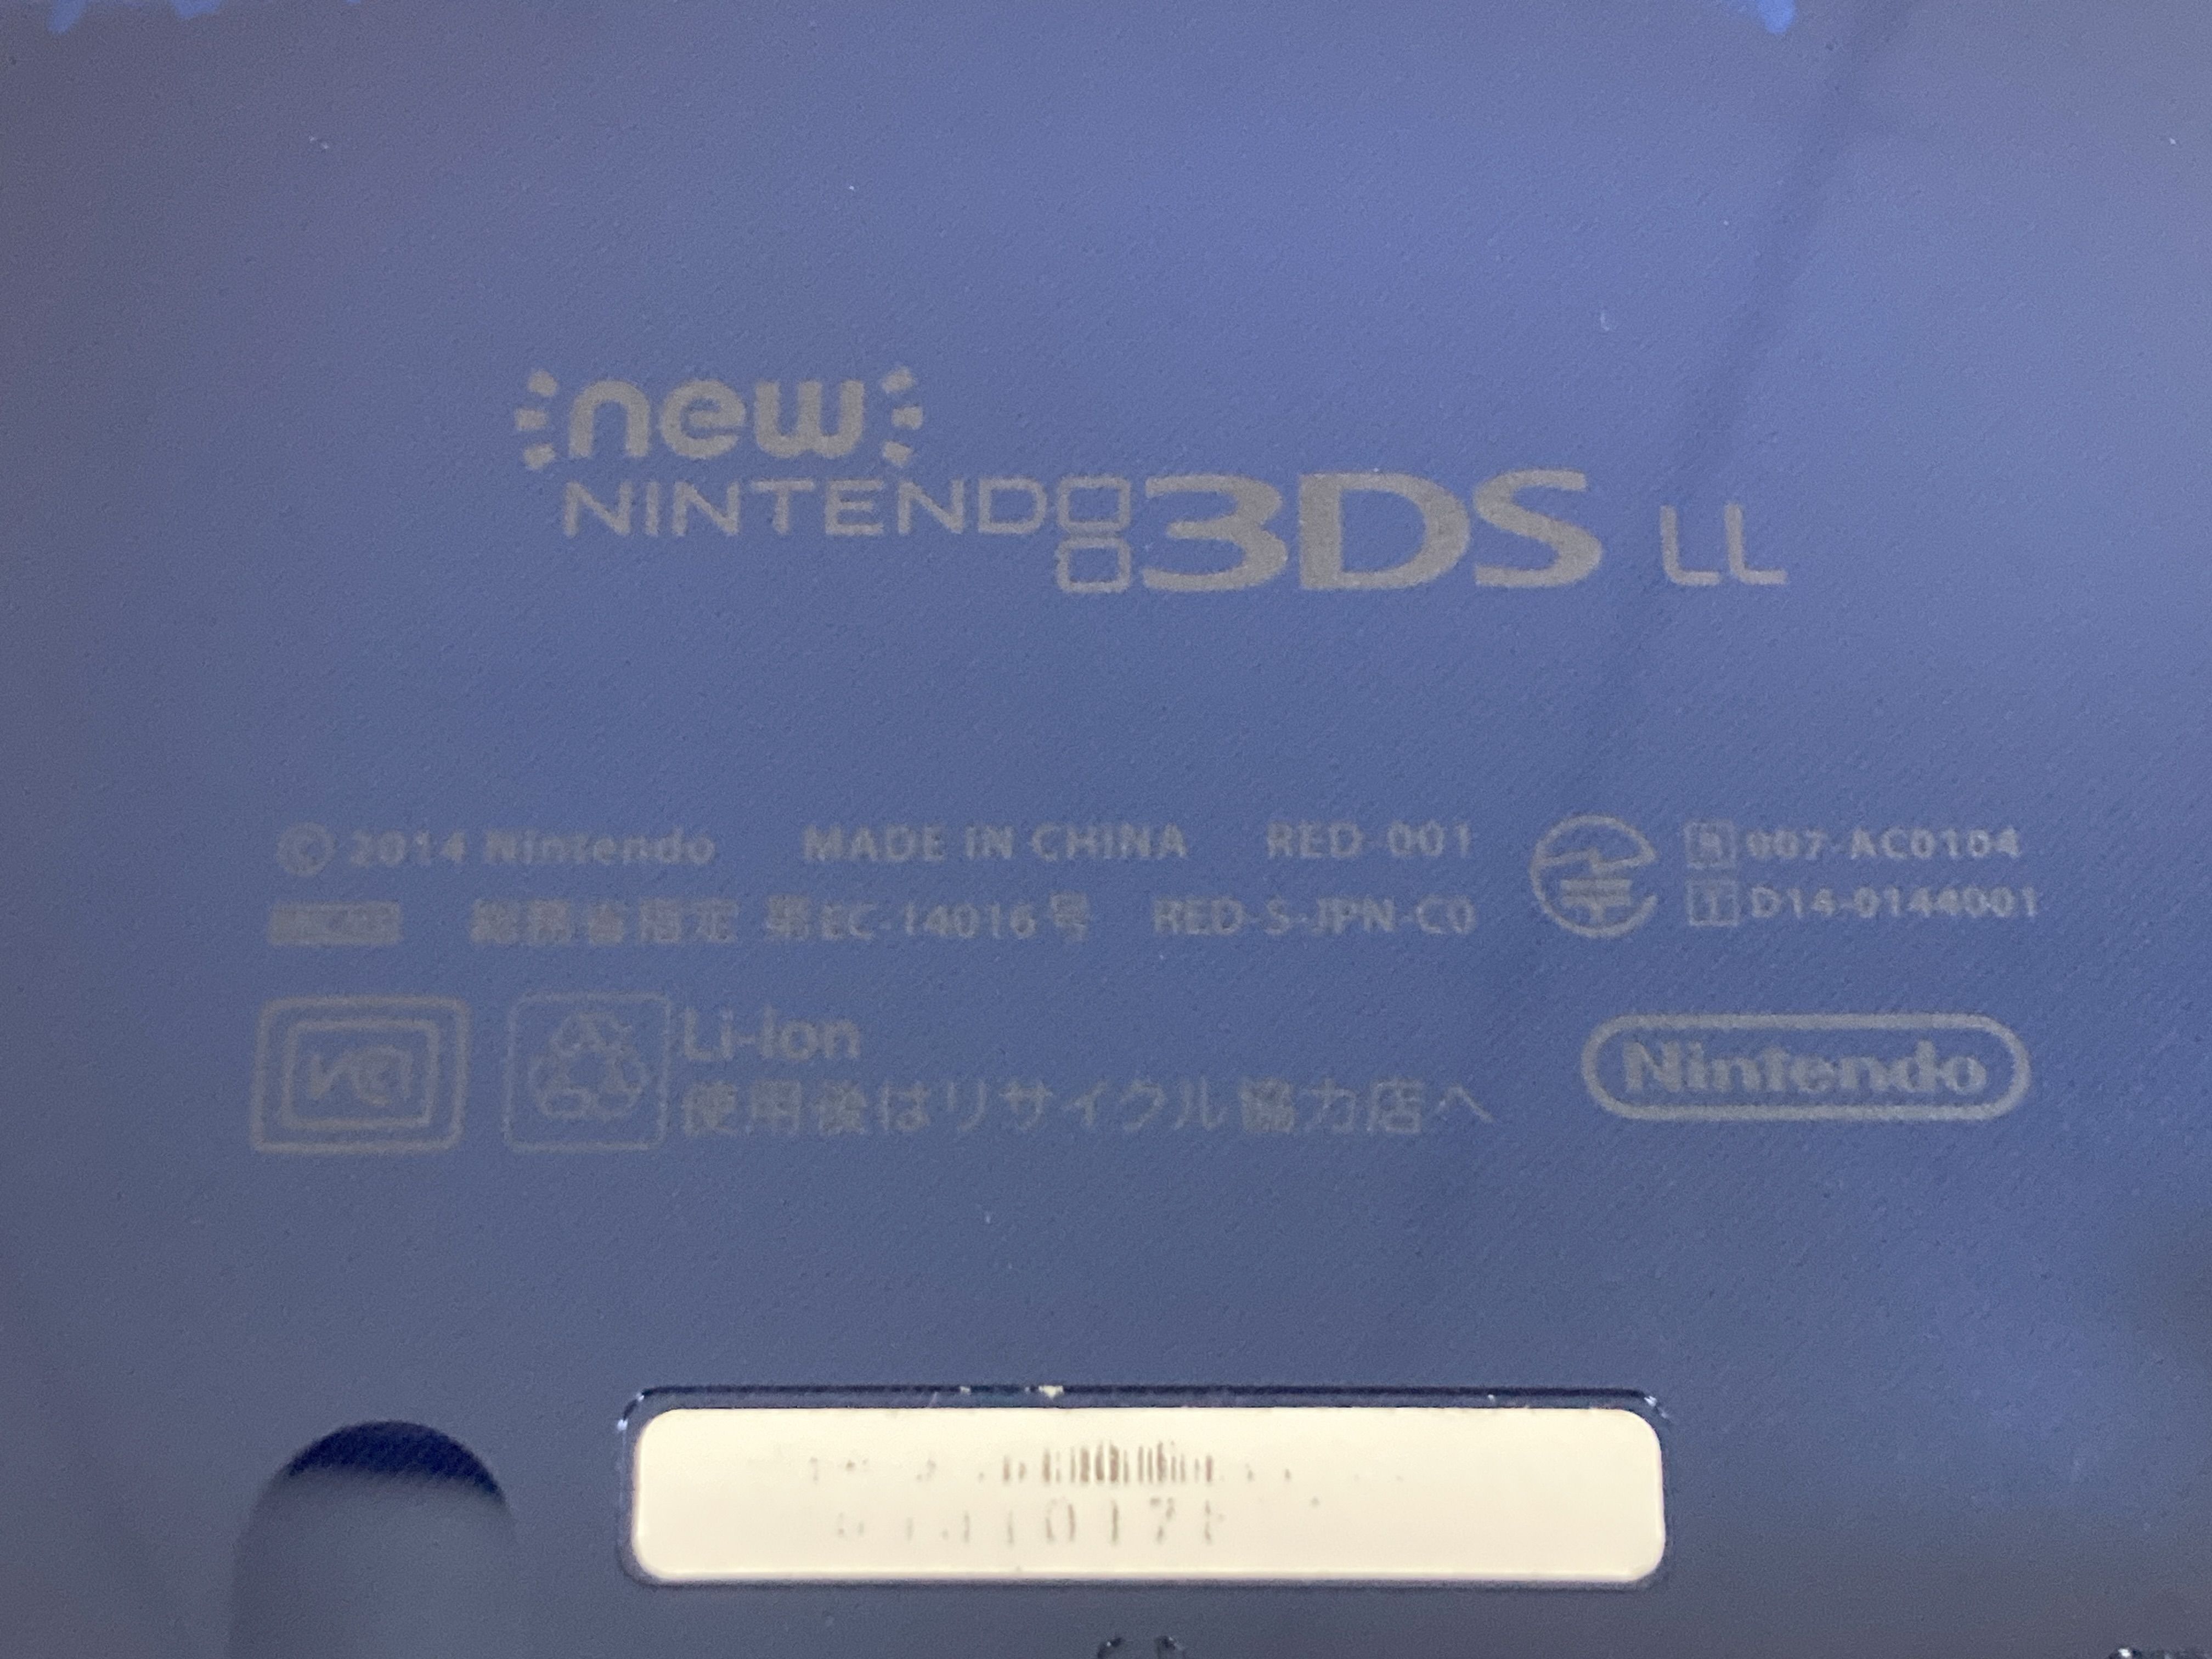 new
NINTENDO 3DS LL
© 2014 Nintendo MADE IN CHINA RED-001
R 007-AC0104
総務省指定 第EC-14016号 RED-S-JPN-C0
T D14-0144001
VCI
Li-ion
使用後はリサイクル協力店へ
Nintendo